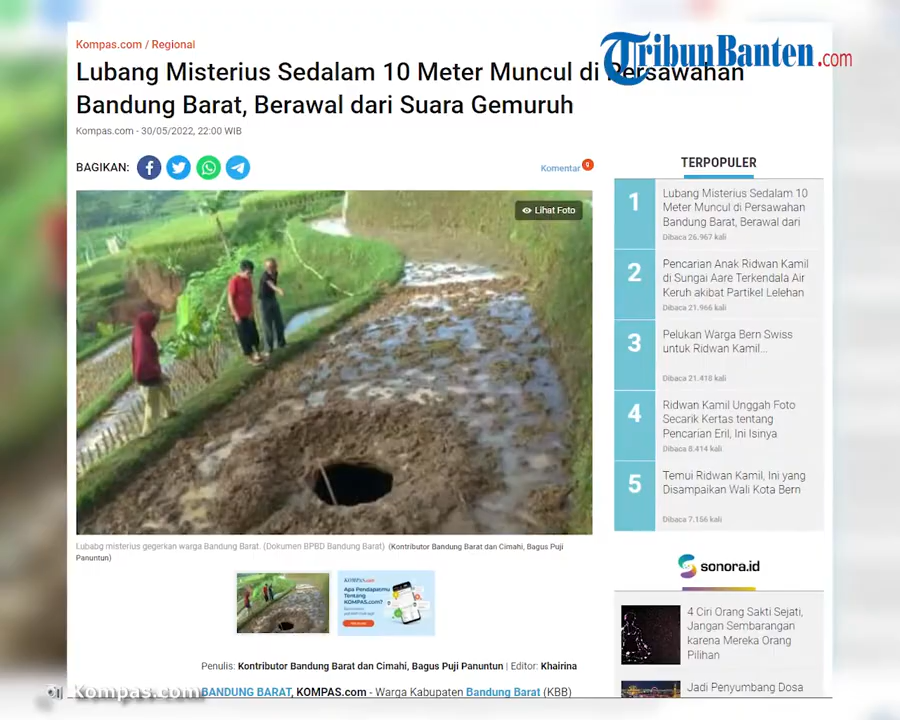 Kompas.com / Regional
TribunBanten.com
Lubang Misterius Sedalam 10 Meter Muncul di Persawahan
Bandung Barat, Berawal dari Suara Gemuruh
Kompas.com - 30/05/2022, 22:00 WIB
BAGIKAN:
Komentar
Lihat Foto
TERPOPULER
1
Lubang Misterius Sedalam 10
Meter Muncul di Persawahan
Bandung Barat, Berawal dari
Dibaca 26.967 kali
2
Pencarian Anak Ridwan Kamil
di Sungai Aare Terkendala Air
Keruh akibat Partikel Lelehan
Dibaca 21.966 kali
3
Pelukan Warga Bern Swiss
untuk Ridwan Kamil...
Dibaca 21.418 kali
4
Ridwan Kamil Unggah Foto
Secarik Kertas tentang
Pencarian Eril, Ini Isinya
Dibaca 8.414 kali
5
Temui Ridwan Kamil, Ini yang
Disampaikan Wali Kota Bern
Dibaca 7.156 kali
Lubabg misterius gegerkan warga Bandung Barat. (Dokumen BPBD Bandung Barat) (Kontributor Bandung Barat dan Cimahi, Bagus Puji
Panuntun)
Apa Pendapatmu
Tentang
KOMPAS.com?
sonora.id
4 Ciri Orang Sakti Sejati,
Jangan Sembarangan
karena Mereka Orang
Pilihan
Jadi Penyumbang Dosa
Penulis: Kontributor Bandung Barat dan Cimahi, Bagus Puji Panuntun | Editor: Khairina
BANDUNG BARAT, KOMPAS.com - Warga Kabupaten Bandung Barat (KBB)
Kompas.com